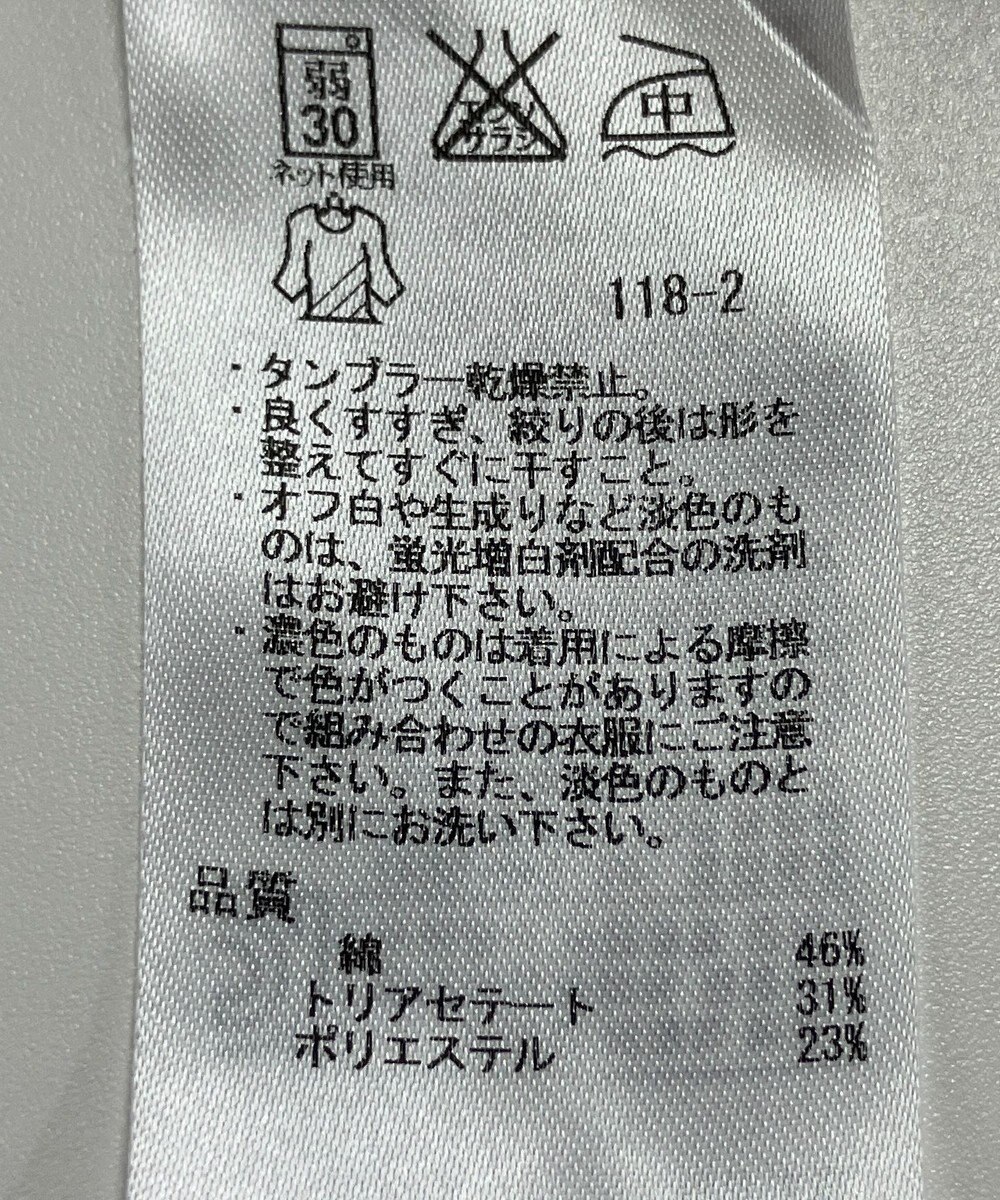 弱
30
ネット使用
エンソ
サラシ
中
118-2
・タンブラー乾燥禁止。
・良くすすぎ、絞りの後は形を
整えてすぐに干すこと。
・オフ白や生成りなど淡色のも
のは、蛍光増白剤配合の洗剤
はお避け下さい。
・濃色のものは着用による摩擦
で色がつくことがありますの
で組み合わせの衣服にご注意
下さい。また、淡色のものと
は別にお洗い下さい。
品質
綿 46%
トリアセテート 31%
ポリエステル 23%